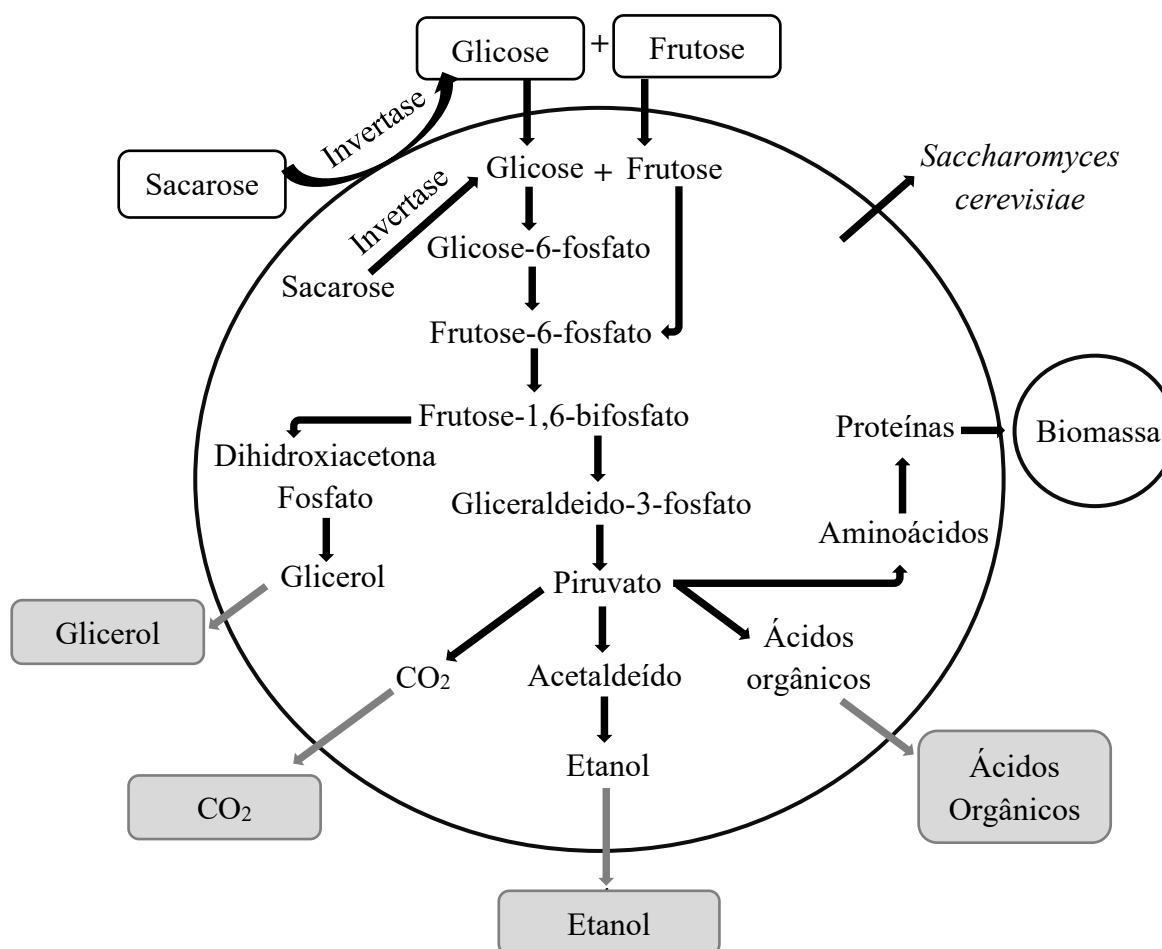 Glicose
+
Frutose
Invertase
Sacarose
Glicose + Frutose
Saccharomyces
cerevisiae
Invertase
Glicose-6-fosfato
Sacarose
Frutose-6-fosfato
Frutose-1,6-bifosfato
Proteínas
Biomassa
Dihidroxiacetona
Fosfato
Gliceraldeido-3-fosfato
Aminoácidos
Glicerol
Piruvato
Glicerol
Ácidos
orgânicos
CO2
Acetaldeído
Etanol
Ácidos
Orgânicos
CO2
Etanol